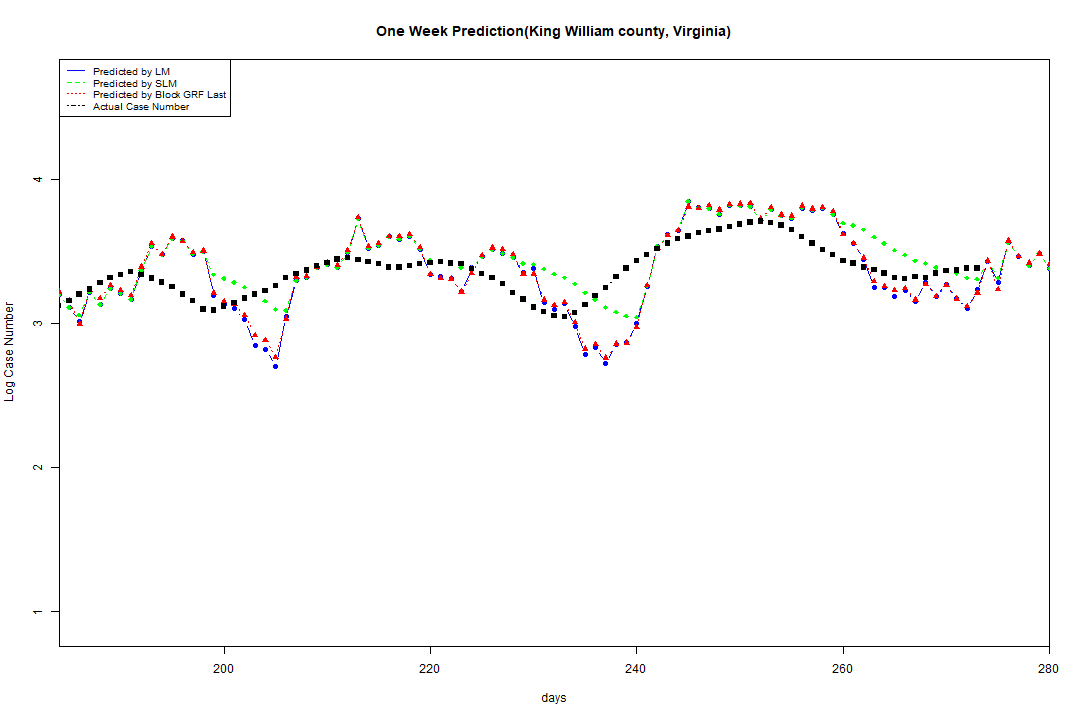 One Week Prediction(King William county, Virginia)
Predicted by LM
Predicted by SLM
Predicted by Block GRF Last
Actual Case Number
4
3
2
1
Log Case Number
200 220 240 260 280
days